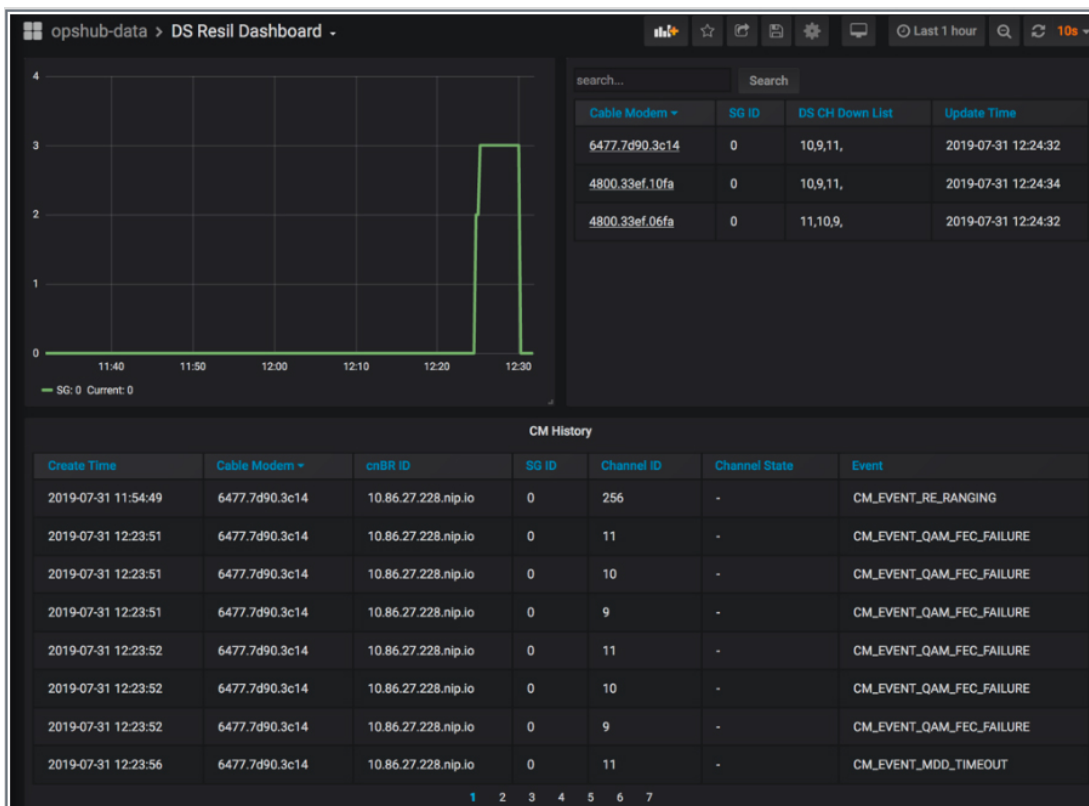 opshub-data > DS Resil Dashboard
Last 1 hour 10s
4
3
2
1
0
11:40 11:50 12:00 12:10 12:20 12:30
SG: 0 Current: 0
search... Search
Cable Modem SG ID DS CH Down List Update Time
6477.7d90.3c14 0 10,9,11, 2019-07-31 12:24:32
4800.33ef.10fa 0 10,9,11, 2019-07-31 12:24:34
4800.33ef.06fa 0 11,10,9, 2019-07-31 12:24:32
CM History
Create Time Cable Modem cnBR ID SG ID Channel ID Channel State Event
2019-07-31 11:54:49 6477.7d90.3c14 10.86.27.228.nip.io 0 256 - CM_EVENT_RE_RANGING
2019-07-31 12:23:51 6477.7d90.3c14 10.86.27.228.nip.io 0 11 - CM_EVENT_QAM_FEC_FAILURE
2019-07-31 12:23:51 6477.7d90.3c14 10.86.27.228.nip.io 0 10 - CM_EVENT_QAM_FEC_FAILURE
2019-07-31 12:23:51 6477.7d90.3c14 10.86.27.228.nip.io 0 9 - CM_EVENT_QAM_FEC_FAILURE
2019-07-31 12:23:52 6477.7d90.3c14 10.86.27.228.nip.io 0 11 - CM_EVENT_QAM_FEC_FAILURE
2019-07-31 12:23:52 6477.7d90.3c14 10.86.27.228.nip.io 0 10 - CM_EVENT_QAM_FEC_FAILURE
2019-07-31 12:23:52 6477.7d90.3c14 10.86.27.228.nip.io 0 9 - CM_EVENT_QAM_FEC_FAILURE
2019-07-31 12:23:56 6477.7d90.3c14 10.86.27.228.nip.io 0 11 - CM_EVENT_MDD_TIMEOUT
1 2 3 4 5 6 7